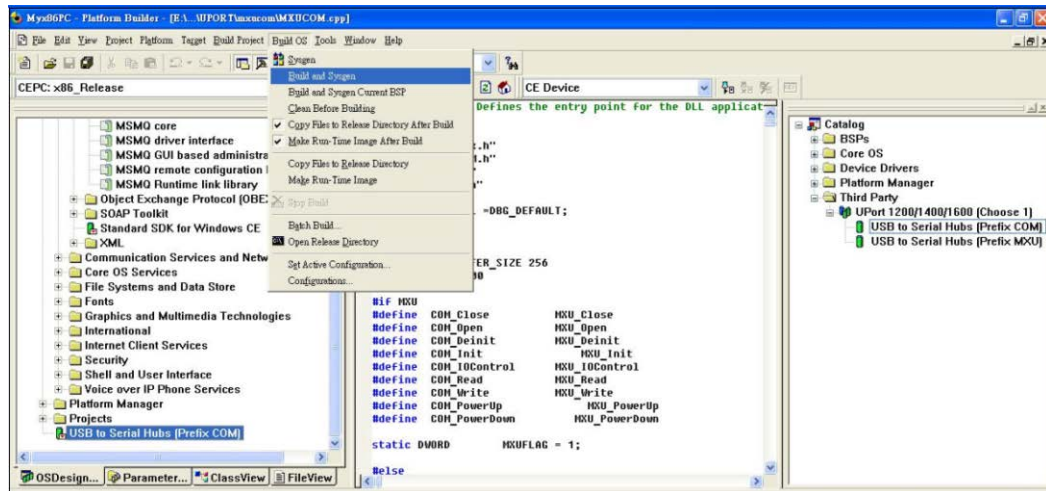 Myx86PC - Platform Builder - [E:\...\UPORT\mxucom\MXUCOM.cpp]
File Edit View Project Platform Target Build Project Build OS Tools Window Help
CEPC: x86_Release
CE Device
Sysgen
Build and Sysgen
Build and Sysgen Current BSP
Clean Before Building
Copy Files to Release Directory After Build
Make Run-Time Image After Build
Copy Files to Release Directory
Make Run-Time Image
Stop Build
Batch Build...
Open Release Directory
Set Active Configuration...
Configurations...
MSMQ core
MSMQ driver interface
MSMQ GUI based administra
MSMQ remote configuration
MSMQ Runtime link library
Object Exchange Protocol (OBE
SOAP Toolkit
Standard SDK for Windows CE
XML
Communication Services and Netw
Core OS Services
File Systems and Data Store
Fonts
Graphics and Multimedia Technologies
International
Internet Client Services
Security
Shell and User Interface
Voice over IP Phone Services
Platform Manager
Projects
USB to Serial Hubs (Prefix COM)
OSDesign... Parameter... ClassView FileView
Defines the entry point for the DLL applicat
.h"
.h"
"
=DBG_DEFAULT;
FER_SIZE 256
#if MXU
#define COM_Close MXU_Close
#define COM_Open MXU_Open
#define COM_Deinit MXU_Deinit
#define COM_Init MXU_Init
#define COM_IOControl MXU_IOControl
#define COM_Read MXU_Read
#define COM_Write MXU_Write
#define COM_PowerUp MXU_PowerUp
#define COM_PowerDown MXU_PowerDown
static DWORD MXUFLAG = 1;
#else
Catalog
BSPs
Core OS
Device Drivers
Platform Manager
Third Party
UPort 1200/1400/1600 (Choose 1)
USB to Serial Hubs (Prefix COM)
USB to Serial Hubs (Prefix MXU)